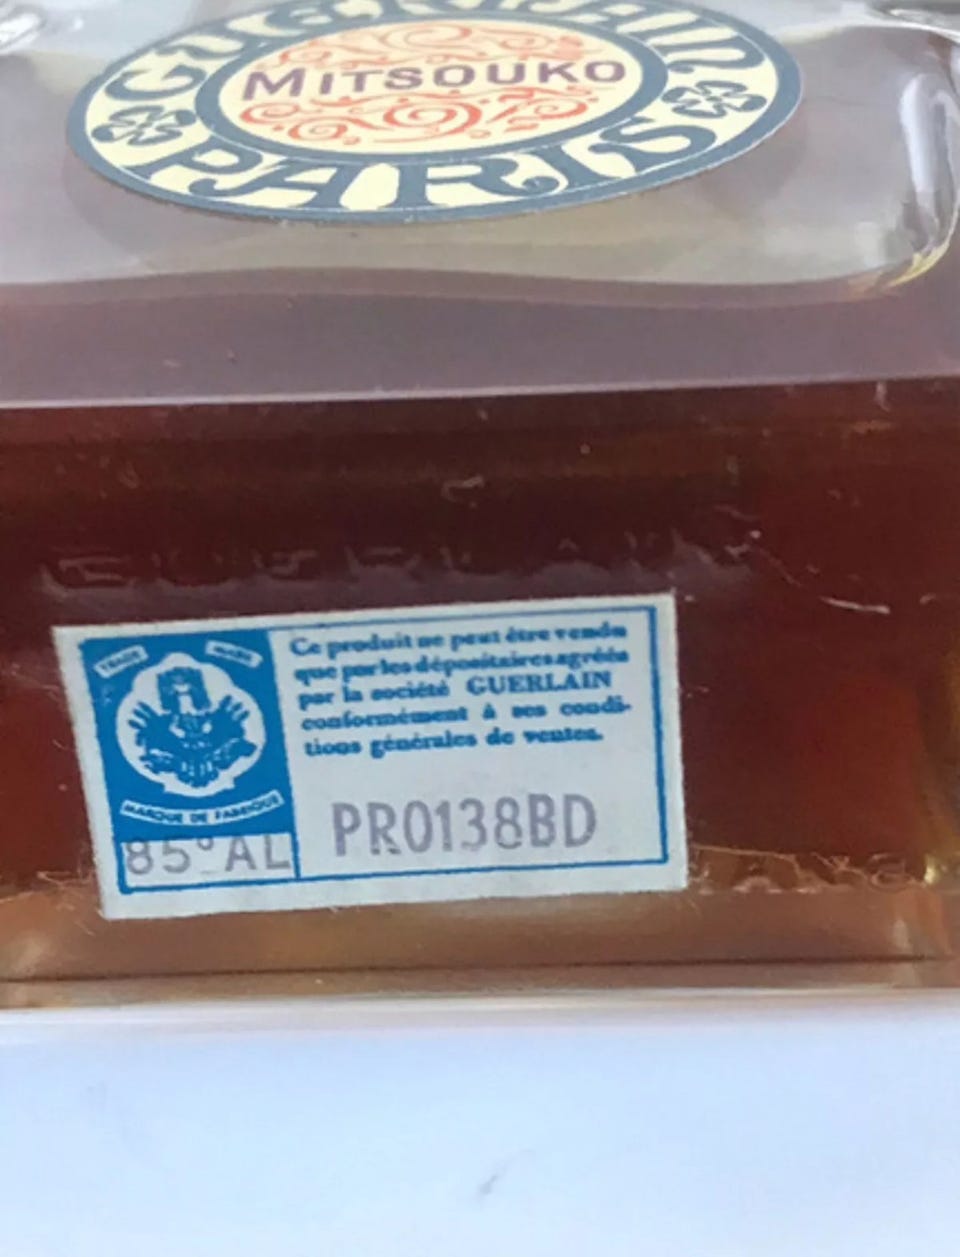 GUERLAIN
MITSOUKO
PARIS
GUERLAIN
TRADE MARK
Ce produit ne peut être vendu
que par les dépositaires agréés
par la société GUERLAIN
conformément à ses condi-
tions générales de ventes.
MARQUE DE FABRIQUE
85° AL
PR0138BD